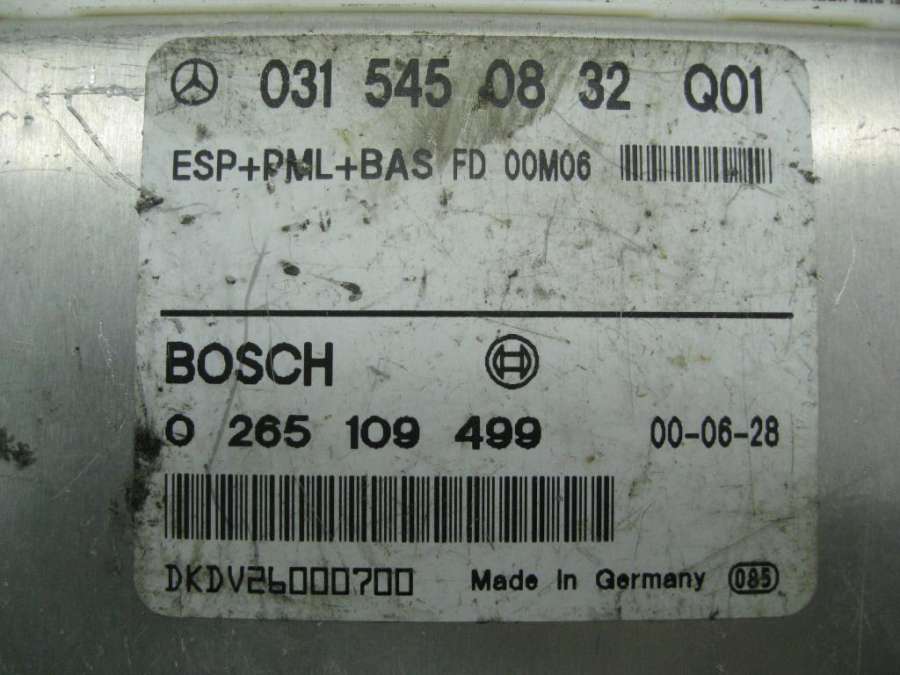 031 545 08 32 Q01
ESP+PML+BAS FD 00M06
BOSCH
0 265 109 499 00-06-28
DKDV26000700 Made in Germany 085